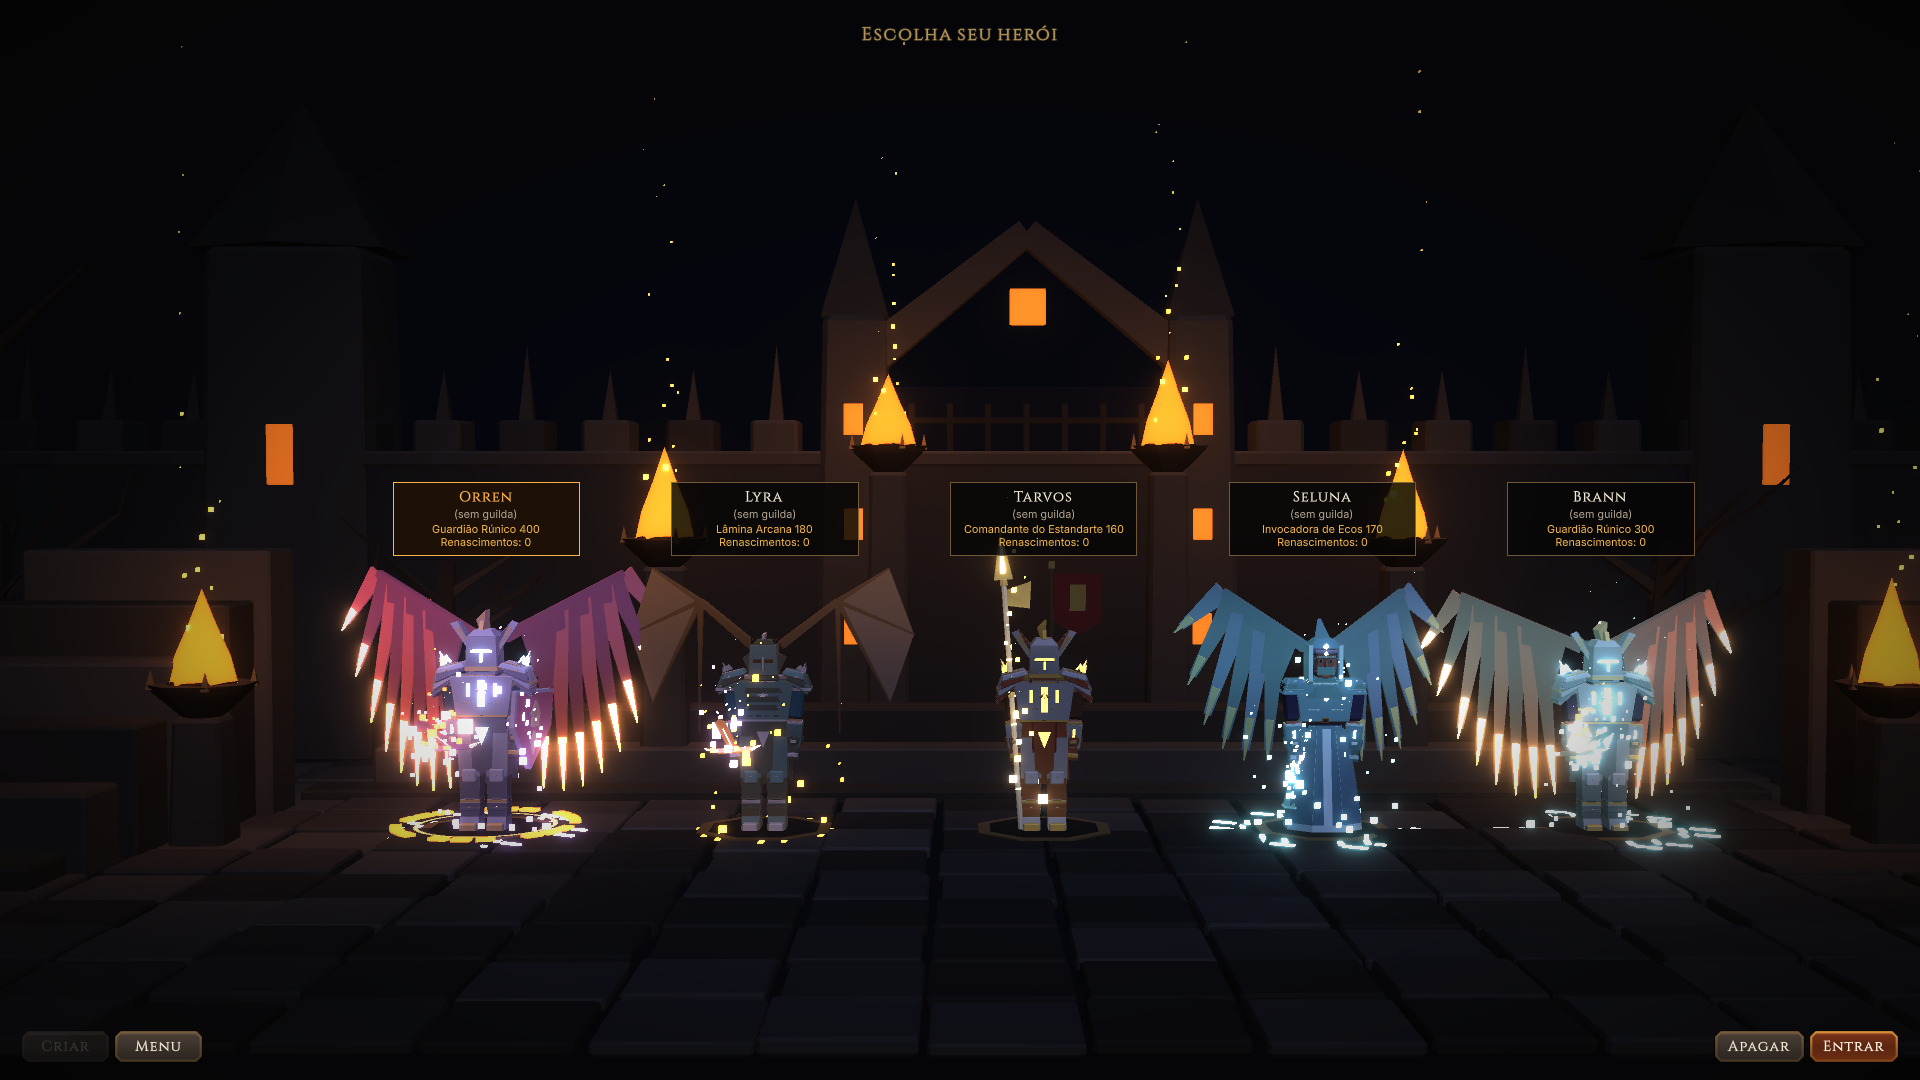 Escolha seu herói
Orren
(sem guilda)
Guardião Rúnico 400
Renascimentos: 0
Lyra
(sem guilda)
Lâmina Arcana 180
Renascimentos: 0
Tarvos
(sem guilda)
Comandante do Estandarte 160
Renascimentos: 0
Seluna
(sem guilda)
Invocadora de Ecos 170
Renascimentos: 0
Brann
(sem guilda)
Guardião Rúnico 300
Renascimentos: 0
Criar
Menu
Apagar
Entrar